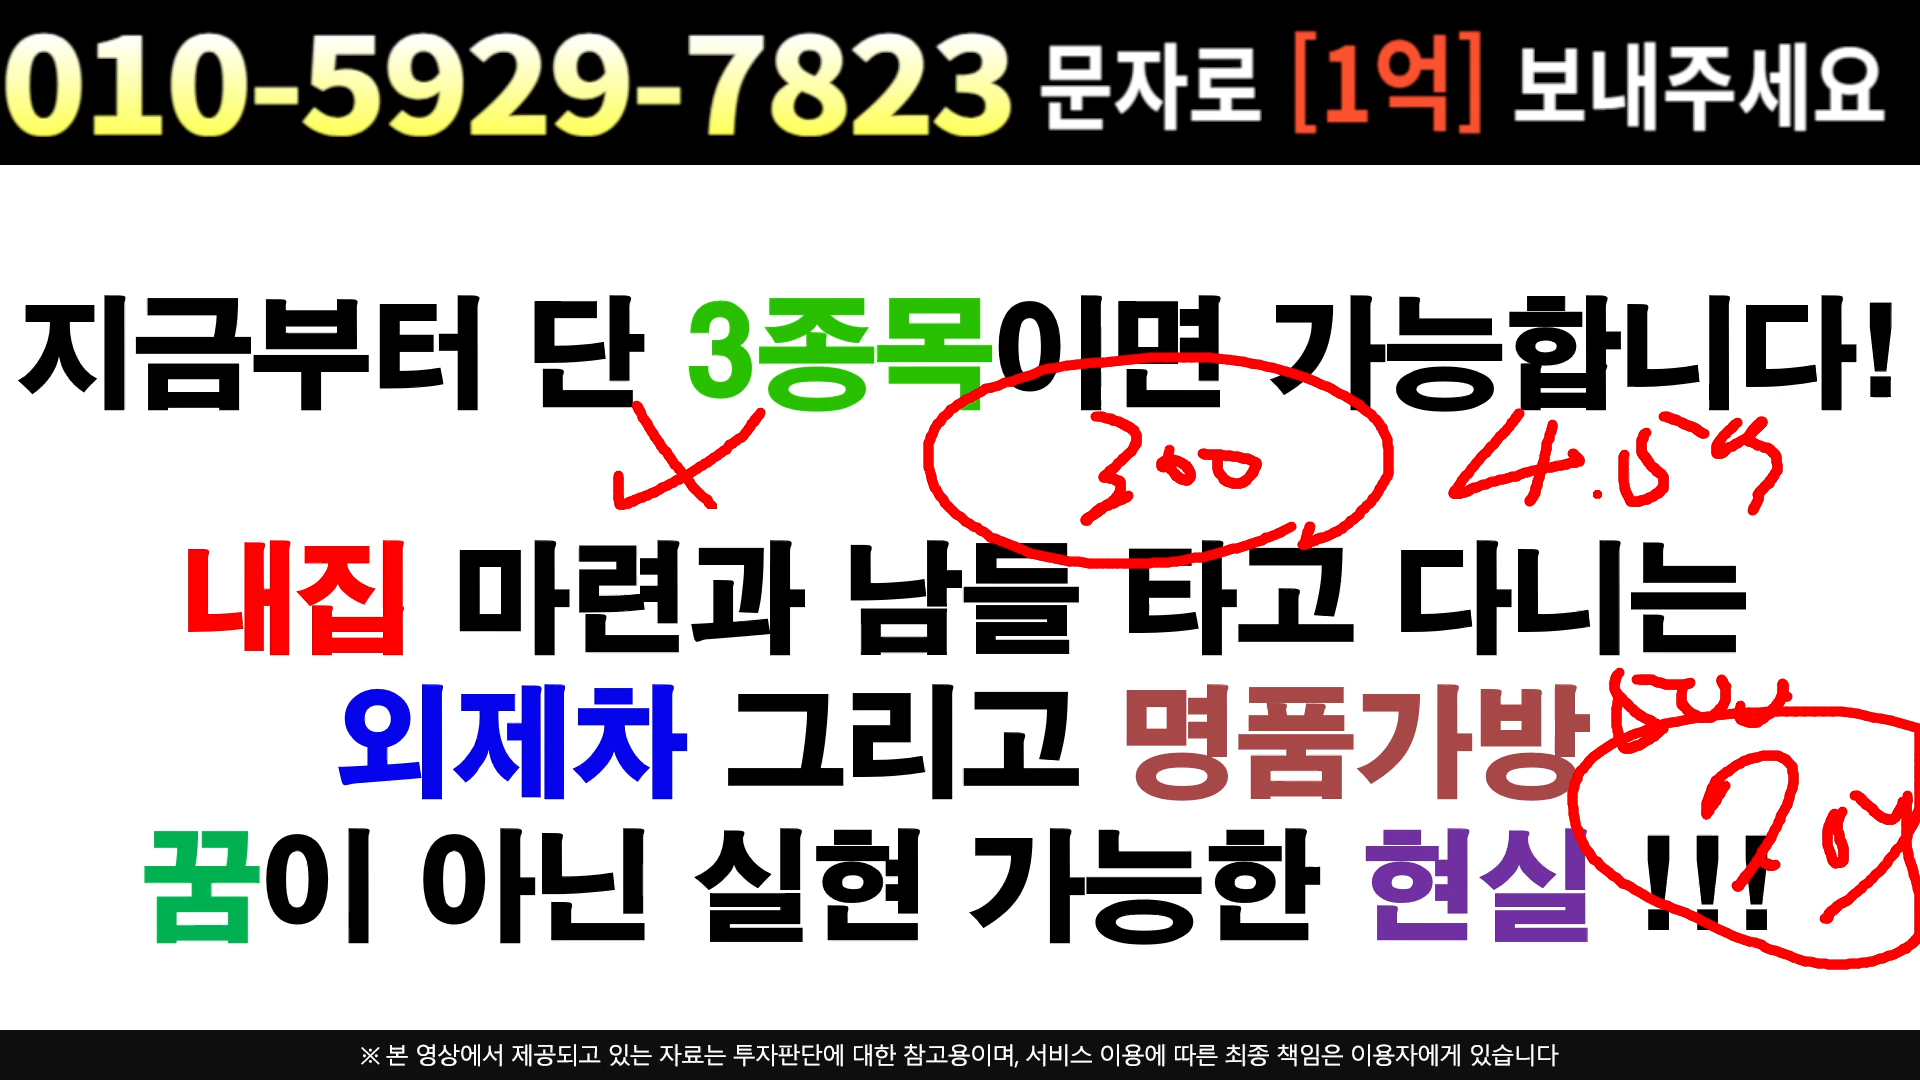 010-5929-7823 문자로 [1억] 보내주세요
지금부터 단 3종목이면 가능합니다!
300 4.5억
내집 마련과 남들 타고 다니는
외제차 그리고 명품가방
500
꿈이 아닌 실현 가능한 현실 !!!
※ 본 영상에서 제공되고 있는 자료는 투자판단에 대한 참고용이며, 서비스 이용에 따른 최종 책임은 이용자에게 있습니다